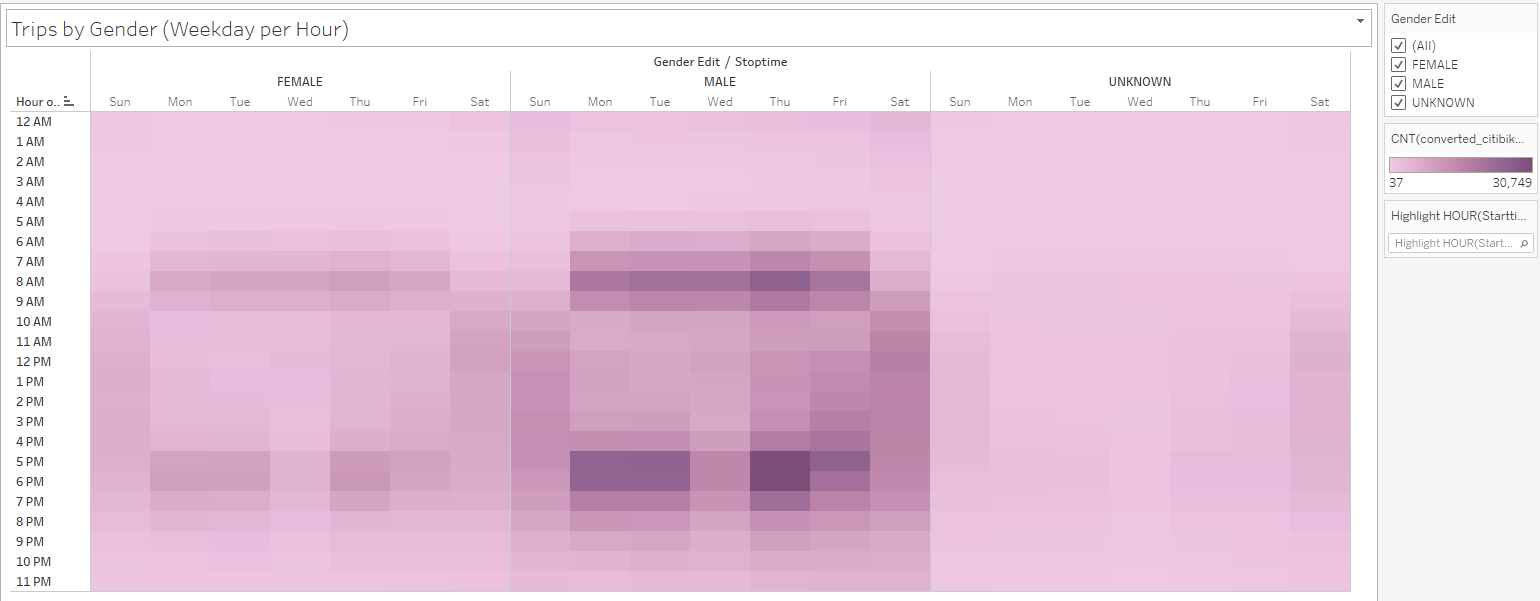 Trips by Gender (Weekday per Hour)
Gender Edit / Stoptime
FEMALE MALE UNKNOWN
Hour o.. Sun Mon Tue Wed Thu Fri Sat Sun Mon Tue Wed Thu Fri Sat Sun Mon Tue Wed Thu Fri Sat
12 AM
1 AM
2 AM
3 AM
4 AM
5 AM
6 AM
7 AM
8 AM
9 AM
10 AM
11 AM
12 PM
1 PM
2 PM
3 PM
4 PM
5 PM
6 PM
7 PM
8 PM
9 PM
10 PM
11 PM
Gender Edit
(All)
FEMALE
MALE
UNKNOWN
CNT(converted_citibik...
37 30,749
Highlight HOUR(Startti...
Highlight HOUR(Start...